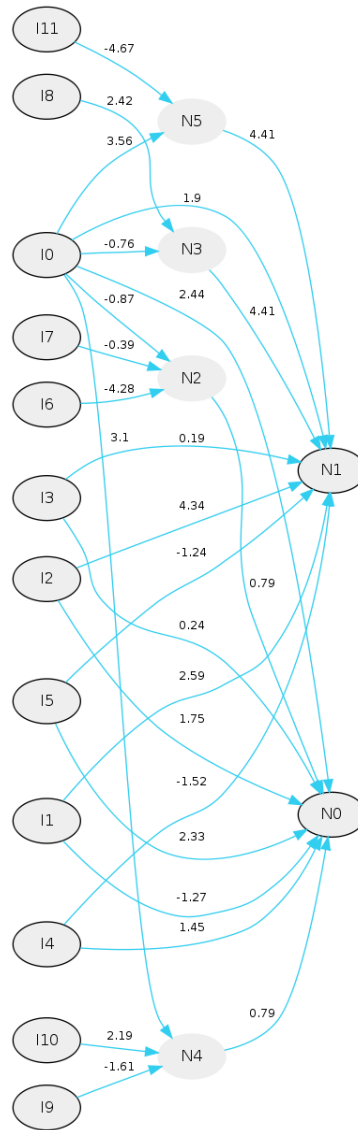 I11
-4.67
I8
2.42
N5
3.56
4.41
1.9
I0
-0.76
N3
2.44
-0.87
4.41
I7
-0.39
N2
I6
-4.28
3.1
0.19
N1
I3
4.34
-1.24
I2
0.79
0.24
I5
2.59
1.75
-1.52
I1
N0
2.33
-1.27
I4
1.45
0.79
I10
2.19
N4
-1.61
I9